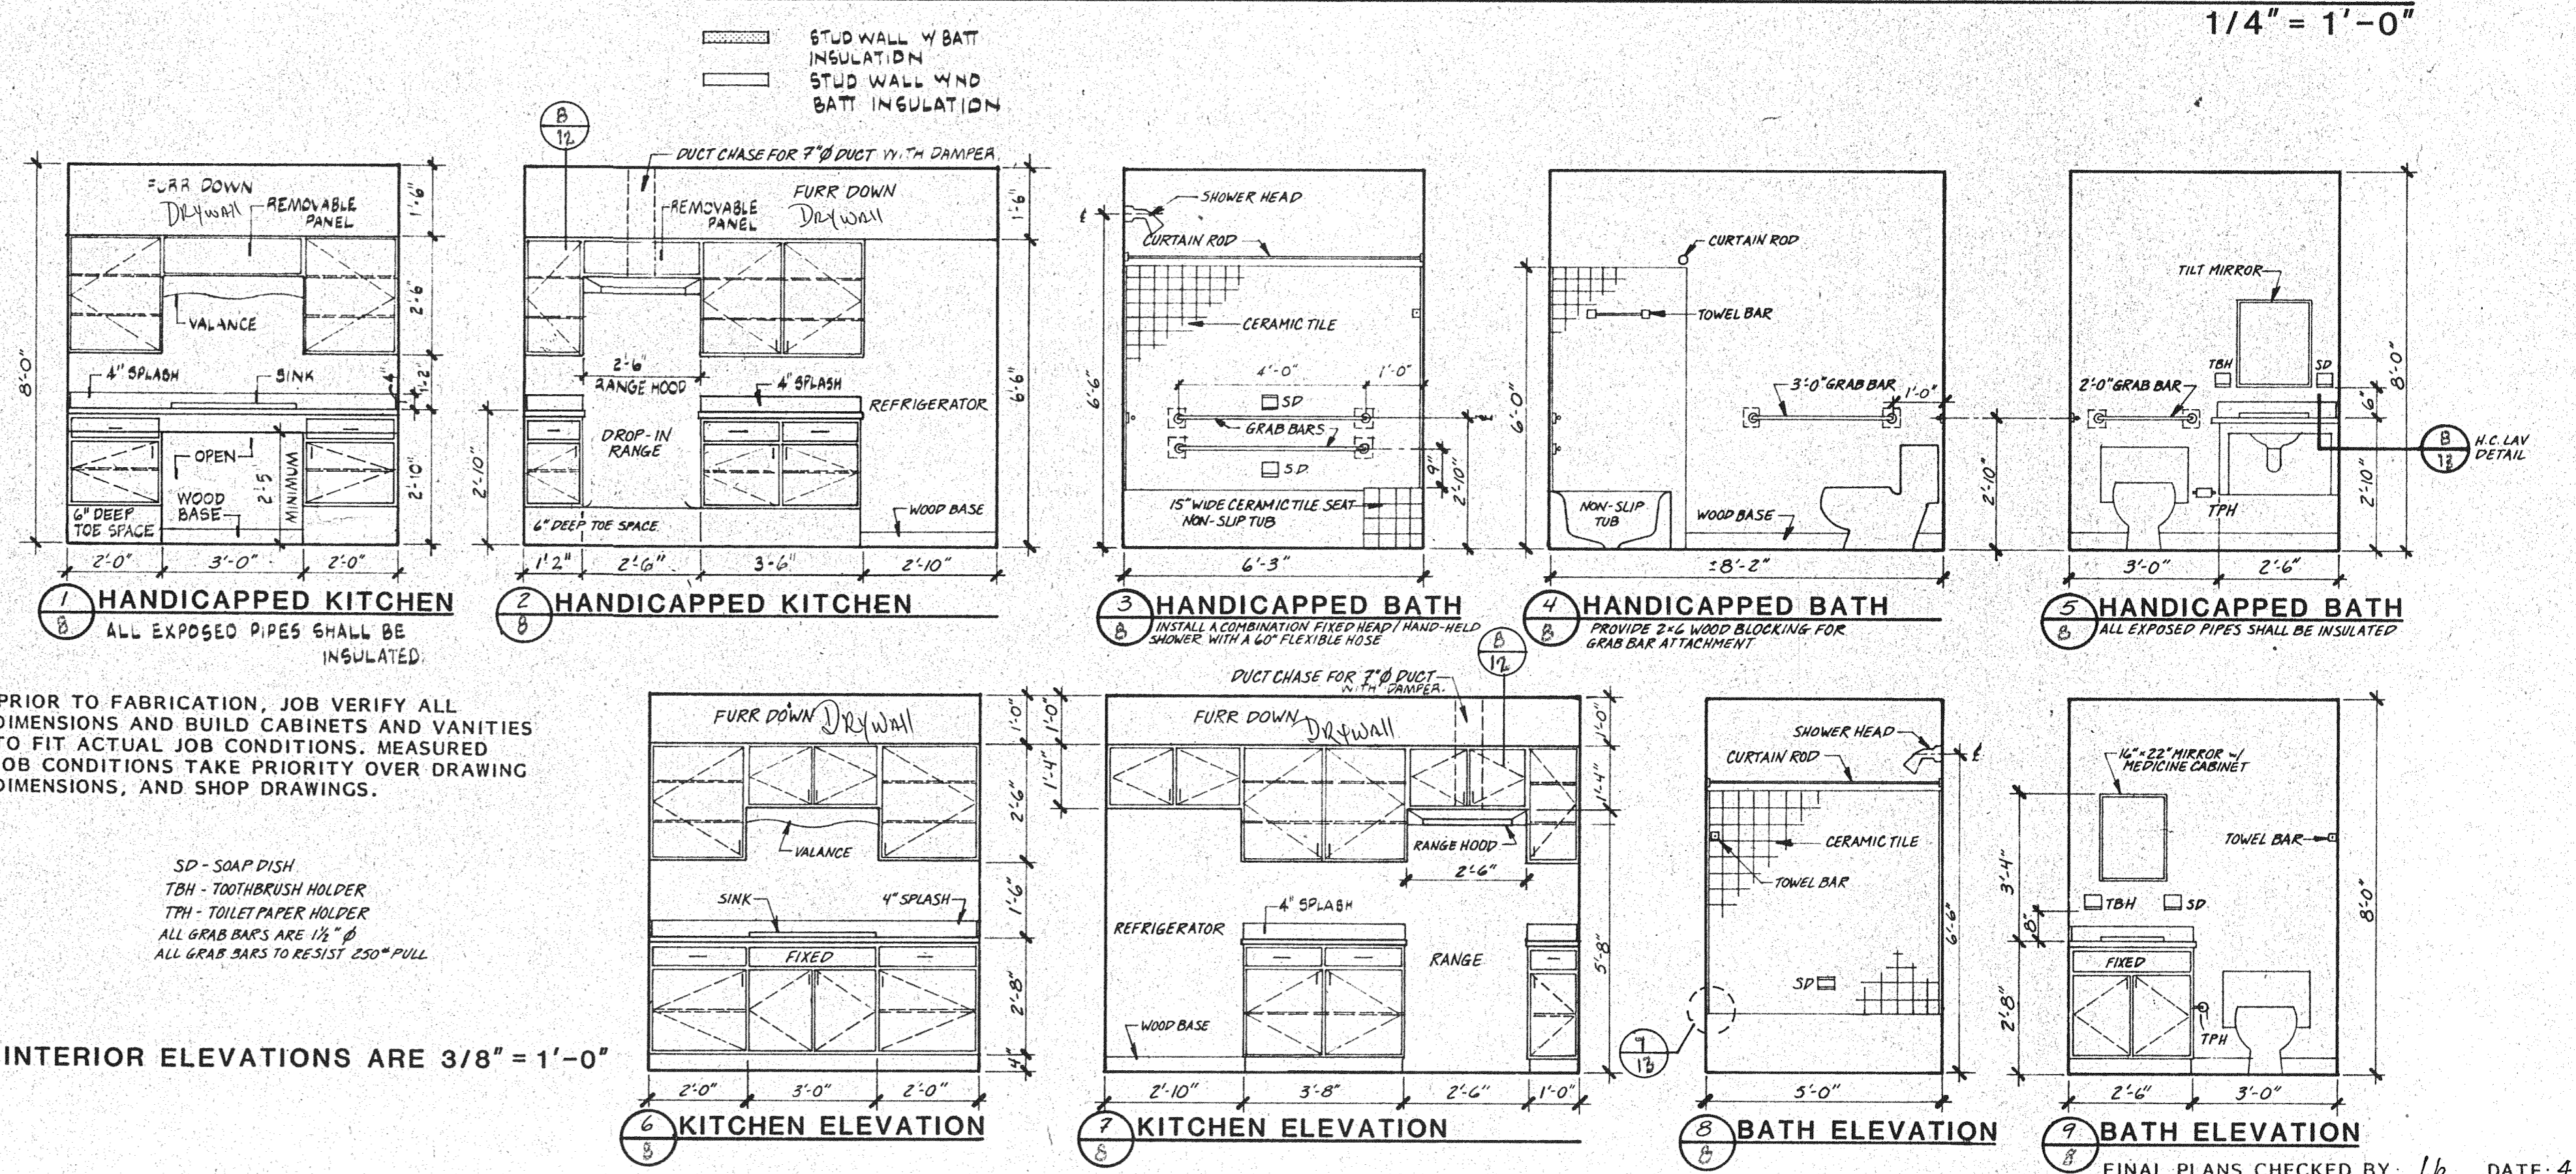 1/4" = 1'-0"
STUD WALL W/ BATT
INSULATION
STUD WALL W/NO
BATT INSULATION
8'-0"
FURR DOWN
DRYWALL
REMOVABLE
PANEL
VALANCE
4" SPLASH
SINK
OPEN
2'-5"
MINIMUM
WOOD
BASE
6" DEEP
TOE SPACE
1'-6"
2'-6"
4"
1'-2"
2'-10"
2'-0"
3'-0"
2'-0"
1
8
HANDICAPPED KITCHEN
ALL EXPOSED PIPES SHALL BE
INSULATED.
B
12
DUCT CHASE FOR 7"Ø DUCT WITH DAMPER
REMOVABLE
PANEL
FURR DOWN
DRYWALL
2'-6"
RANGE HOOD
4" SPLASH
REFRIGERATOR
DROP-IN
RANGE
2'-10"
6" DEEP TOE SPACE
WOOD BASE
1'-6"
6'-6"
1'2"
2'-6"
3'-6"
2'-10"
2
8
HANDICAPPED KITCHEN
SHOWER HEAD
CURTAIN ROD
CERAMIC TILE
6'-6"
4'-0"
1'-0"
SD
GRAB BARS
S.D.
9"
2'-10"
15" WIDE CERAMIC TILE SEAT
NON-SLIP TUB
6'-3"
3
8
HANDICAPPED BATH
INSTALL A COMBINATION FIXED HEAD / HAND-HELD
SHOWER WITH A 60" FLEXIBLE HOSE
CURTAIN ROD
TOWEL BAR
6'-0"
3'-0" GRAB BAR
1'-0"
NON-SLIP
TUB
WOOD BASE
2'-10"
±8'-2"
4
8
HANDICAPPED BATH
PROVIDE 2×6 WOOD BLOCKING FOR
GRAB BAR ATTACHMENT
TILT MIRROR
TBH
SD
2'-0" GRAB BAR
8'-0"
6"
2'-10"
TPH
B
13
H.C. LAV
DETAIL
3'-0"
2'-6"
5
8
HANDICAPPED BATH
ALL EXPOSED PIPES SHALL BE INSULATED
PRIOR TO FABRICATION, JOB VERIFY ALL
DIMENSIONS AND BUILD CABINETS AND VANITIES
TO FIT ACTUAL JOB CONDITIONS. MEASURED
JOB CONDITIONS TAKE PRIORITY OVER DRAWING
DIMENSIONS, AND SHOP DRAWINGS.
SD - SOAP DISH
TBH - TOOTHBRUSH HOLDER
TPH - TOILET PAPER HOLDER
ALL GRAB BARS ARE 1½" Ø
ALL GRAB BARS TO RESIST 250# PULL
INTERIOR ELEVATIONS ARE 3/8" = 1'-0"
FURR DOWN DRYWALL
VALANCE
SINK
4" SPLASH
FIXED
1'-0"
2'-6"
1'-6"
2'-8"
4"
2'-0"
3'-0"
2'-0"
6
8
KITCHEN ELEVATION
B
12
DUCT CHASE FOR 7"Ø DUCT
WITH DAMPER.
FURR DOWN
DRYWALL
1'-0"
1'-4"
RANGE HOOD
2'-6"
4" SPLASH
REFRIGERATOR
RANGE
WOOD BASE
1'-0"
1'-4"
5'-8"
2'-10"
3'-8"
2'-6"
1'-0"
7
8
KITCHEN ELEVATION
SHOWER HEAD
CURTAIN ROD
CERAMIC TILE
TOWEL BAR
SD
6'-6"
9
13
5'-0"
8
8
BATH ELEVATION
16"×22" MIRROR W/
MEDICINE CABINET
TOWEL BAR
3'-4"
8"
TBH
SD
FIXED
2'-8"
TPH
8'-0"
2'-6"
3'-0"
9
8
BATH ELEVATION
FINAL PLANS CHECKED BY: DATE: 4